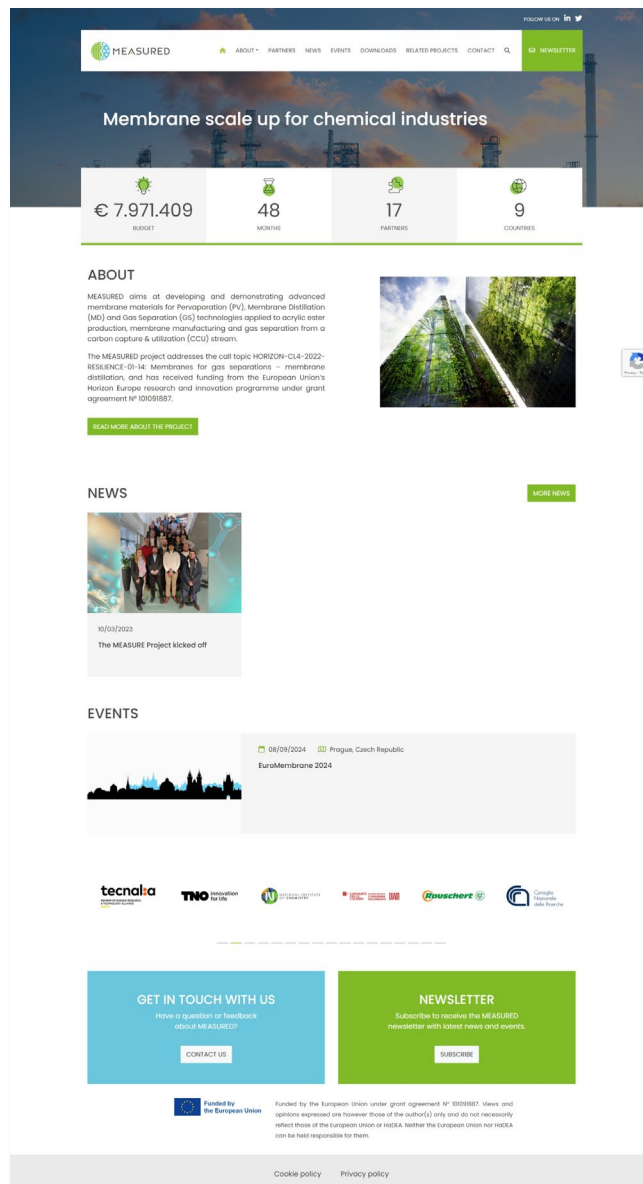 FOLLOW US ON
MEASURED
ABOUT
PARTNERS
NEWS
EVENTS
DOWNLOADS
RELATED PROJECTS
CONTACT
NEWSLETTER
Membrane scale up for chemical industries
€ 7.971.409
BUDGET
48
MONTHS
17
PARTNERS
9
COUNTRIES
ABOUT
MEASURED aims at developing and demonstrating advanced
membrane materials for Pervaporation (PV), Membrane Distillation
(MD) and Gas Separation (GS) technologies applied to acrylic ester
production, membrane manufacturing and gas separation from a
carbon capture & utilization (CCU) stream.
The MEASURED project addresses the call topic HORIZON-CL4-2022-
RESILIENCE-01-14: Membranes for gas separations - membrane
distillation, and has received funding from the European Union's
Horizon Europe research and innovation programme under grant
agreement Nº 101091887.
READ MORE ABOUT THE PROJECT
NEWS
MORE NEWS
10/03/2023
The MEASURE Project kicked off
EVENTS
08/09/2024
Prague, Czech Republic
EuroMembrane 2024
tecnalia
MEMBER OF BASQUE RESEARCH
& TECHNOLOGY ALLIANCE
TNO innovation
for life
NATIONAL INSTITUTE
OF CHEMISTRY
Rauschert
Consiglio
Nazionale
delle Ricerche
GET IN TOUCH WITH US
Have a question or feedback
about MEASURED?
CONTACT US
NEWSLETTER
Subscribe to receive the MEASURED
newsletter with latest news and events.
SUBSCRIBE
Funded by
the European Union
Funded by the European Union under grant agreement Nº 101091887. Views and
opinions expressed are however those of the author(s) only and do not necessarily
reflect those of the European Union or HaDEA. Neither the European Union nor HaDEA
can be held responsible for them.
Cookie policy
Privacy policy